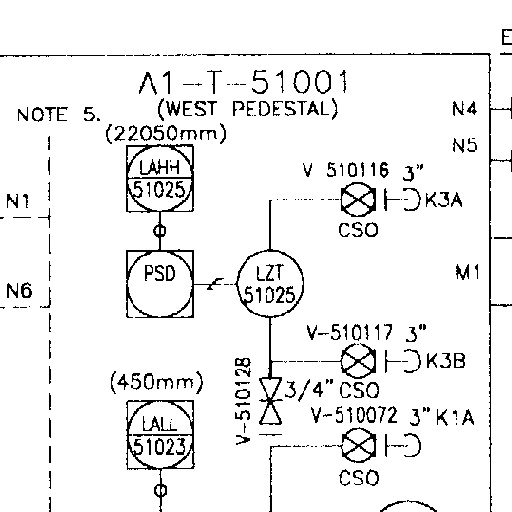 E
A1-T-51001
(WEST PEDESTAL)
NOTE 5.
N4
(22050mm)
N5
LAHH
51025
V 510116 3"
N1
K3A
CSO
PSD
LZT
51025
M1
N6
V-510117 3"
K3B
V-510128
(450mm)
3/4" CSO
V-510072 3" K1A
LALL
51023
CSO